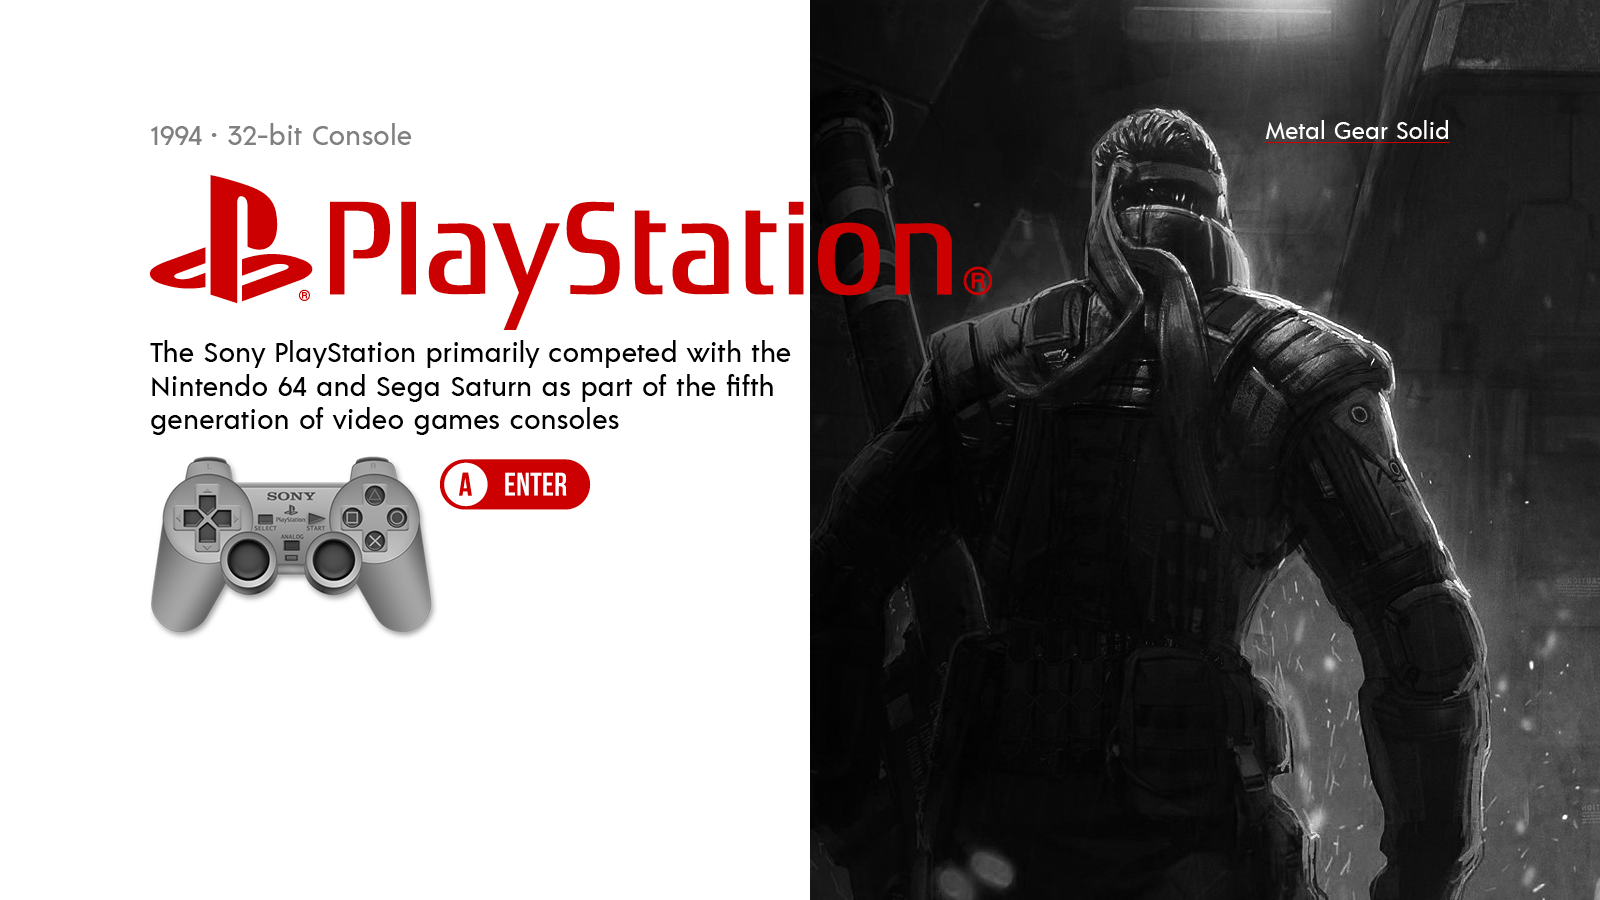 1994 · 32-bit Console
Metal Gear Solid
PlayStation®
®
The Sony PlayStation primarily competed with the
Nintendo 64 and Sega Saturn as part of the fifth
generation of video games consoles
A ENTER
L
R
SONY
PlayStation
SELECT
START
ANALOG